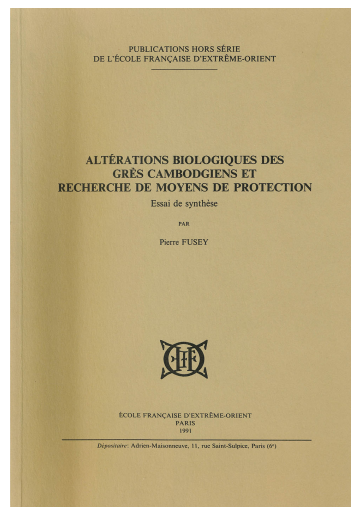 PUBLICATIONS HORS SÉRIE
DE L'ÉCOLE FRANÇAISE D'EXTRÊME-ORIENT
ALTÉRATIONS BIOLOGIQUES DES
GRÈS CAMBODGIENS ET
RECHERCHE DE MOYENS DE PROTECTION
Essai de synthèse
PAR
Pierre FUSEY
ÉCOLE FRANÇAISE D'EXTRÊME-ORIENT
PARIS
1991
Dépositaire: Adrien-Maisonneuve, 11, rue Saint-Sulpice, Paris (6e)